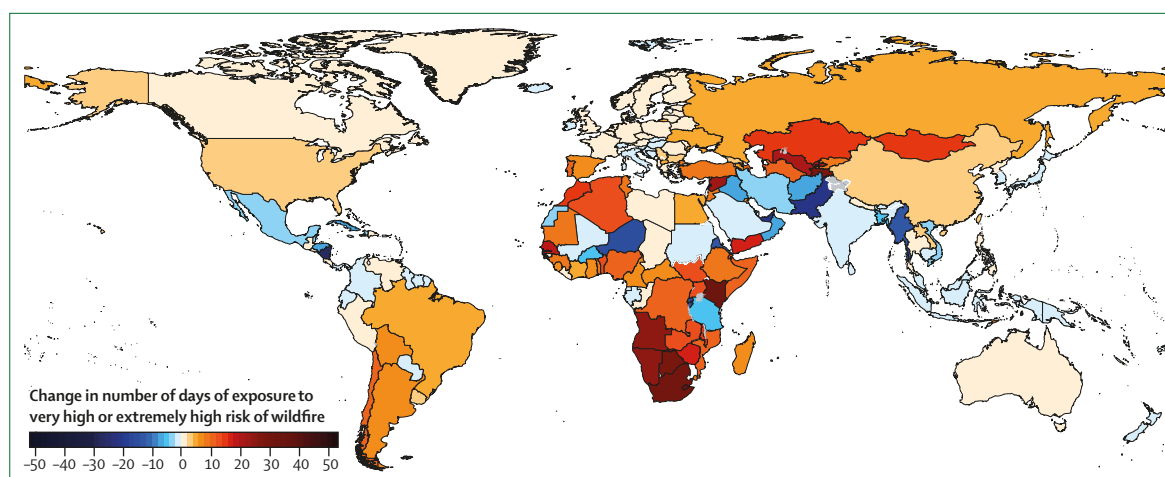 Change in number of days of exposure to
very high or extremely high risk of wildfire
–50 –40 –30 –20 –10 0 10 20 30 40 50